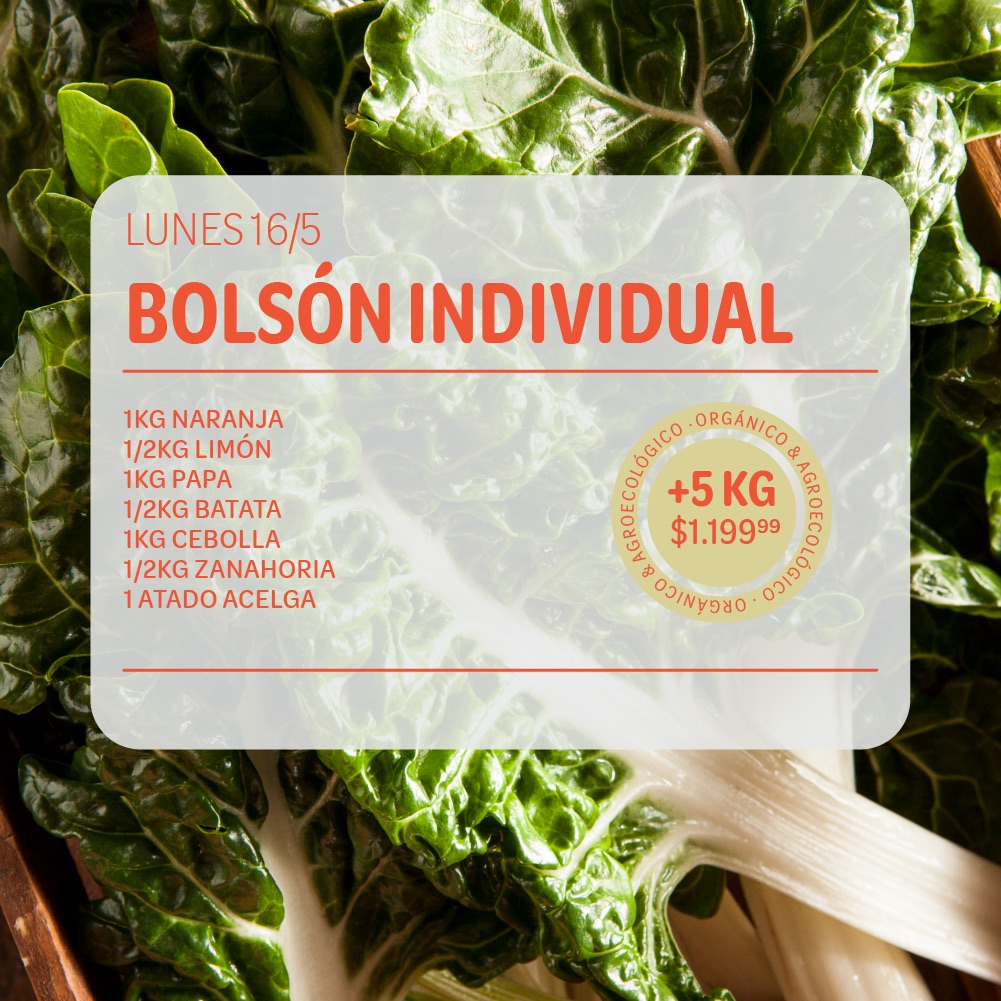 LUNES 16/5
BOLSÓN INDIVIDUAL
1KG NARANJA
1/2KG LIMÓN
1KG PAPA
1/2KG BATATA
1KG CEBOLLA
1/2KG ZANAHORIA
1 ATADO ACELGA
ORGÁNICO & AGROECOLÓGICO · ORGÁNICO & AGROECOLÓGICO ·
+5 KG
$1.199⁹⁹